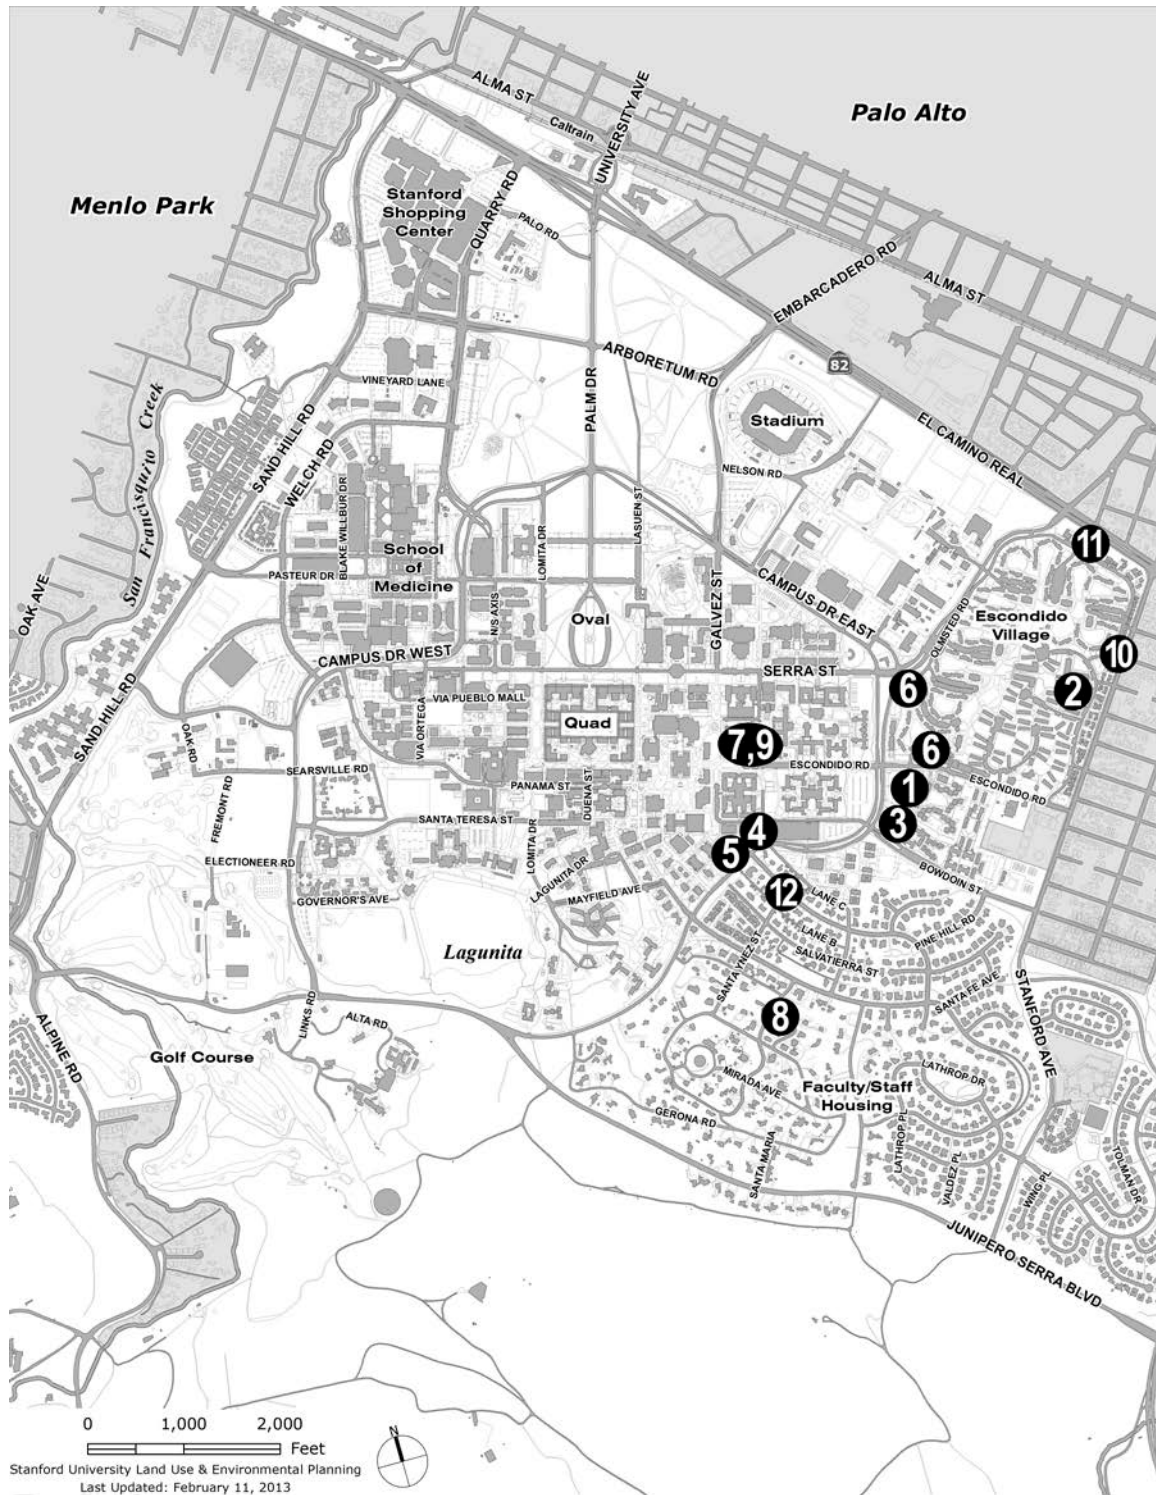 ALMA ST
Caltrain
UNIVERSITY AVE
Palo Alto
Menlo Park
Stanford
Shopping
Center
QUARRY RD
PALO RD
EMBARCADERO RD
ALMA ST
82
ARBORETUM RD
PALM DR
VINEYARD LANE
SAND HILL RD
WELCH RD
San Francisquito Creek
Stadium
EL CAMINO REAL
NELSON RD
BLAKE WILLBUR DR
School
of
Medicine
PASTEUR DR
LOMITA DR
LASUEN ST
GALVEZ ST
CAMPUS DR EAST
11
OAK AVE
N/S AXIS
Oval
OLMSTED RD
Escondido
Village
CAMPUS DR WEST
SERRA ST
10
SAND HILL RD
6
2
VIA PUEBLO MALL
VIA ORTEGA
Quad
7,9
6
OAK RD
SEARSVILLE RD
ESCONDIDO RD
ESCONDIDO RD
PANAMA ST
DUENA ST
1
FREMONT RD
SANTA TERESA ST
3
4
ELECTIONEER RD
LOMITA DR
LAGUNITA DR
5
BOWDOIN ST
GOVERNOR'S AVE
MAYFIELD AVE
12
LANE C
Lagunita
LANE B
PINE HILL RD
SALVATIERRA ST
SANTA YNEZ ST
SANTA FE AVE
STANFORD AVE
LINKS RD
ALTA RD
8
ALPINE RD
Golf Course
LATHROP DR
MIRADA AVE
Faculty/Staff
Housing
GERONA RD
LATHROP PL
SANTA MARIA
VALDEZ PL
WING PL
TOLMAN DR
JUNIPERO SERRA BLVD
0 1,000 2,000
Feet
N
Stanford University Land Use & Environmental Planning
Last Updated: February 11, 2013